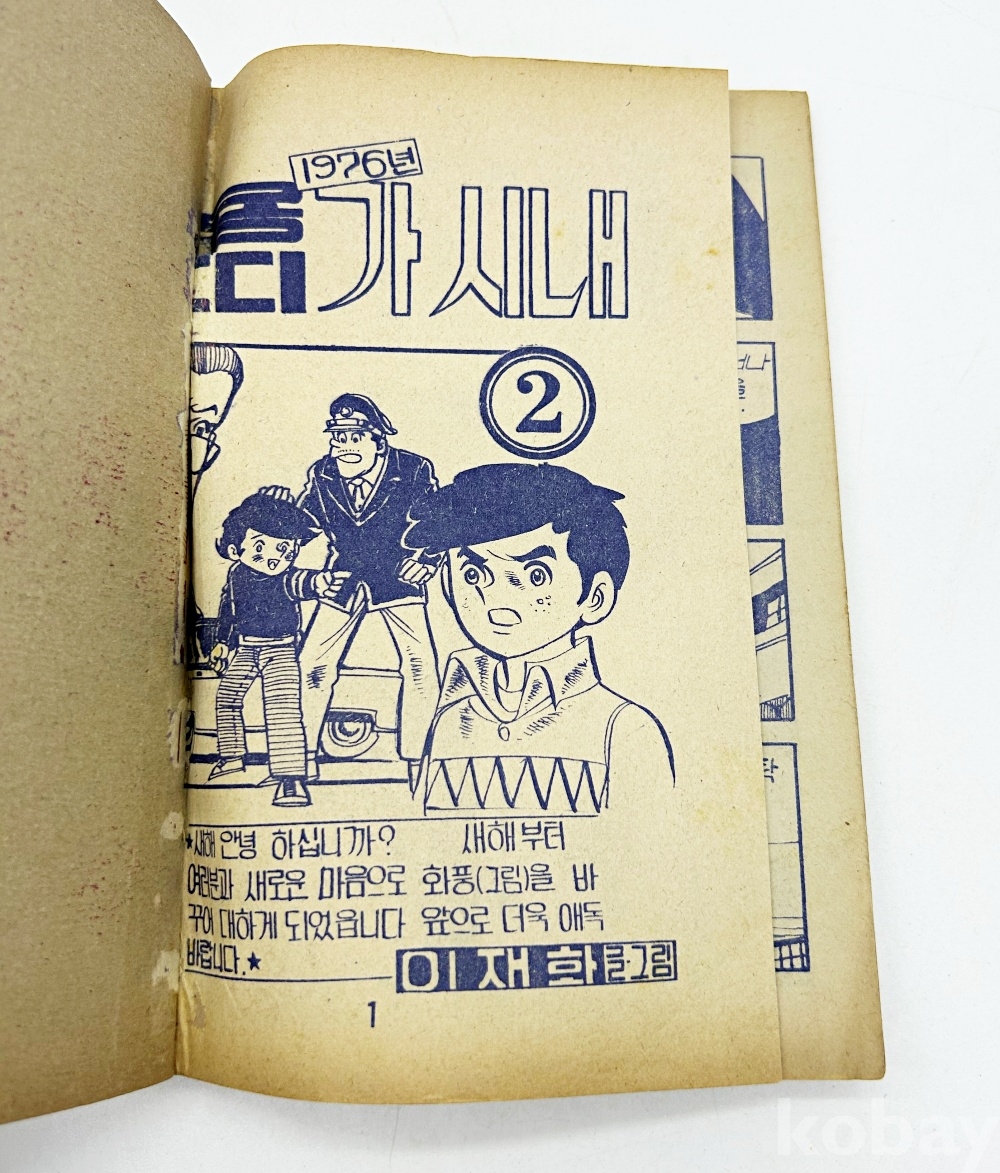 1976년
가시내
2
★새해 안녕 하십니까? 새해부터
여러분과 새로운 마음으로 화풍(그림)을 바
꾸어 대하게 되었읍니다 앞으로 더욱 애독
바랍니다.★
이재화 글·그림
1
kobay